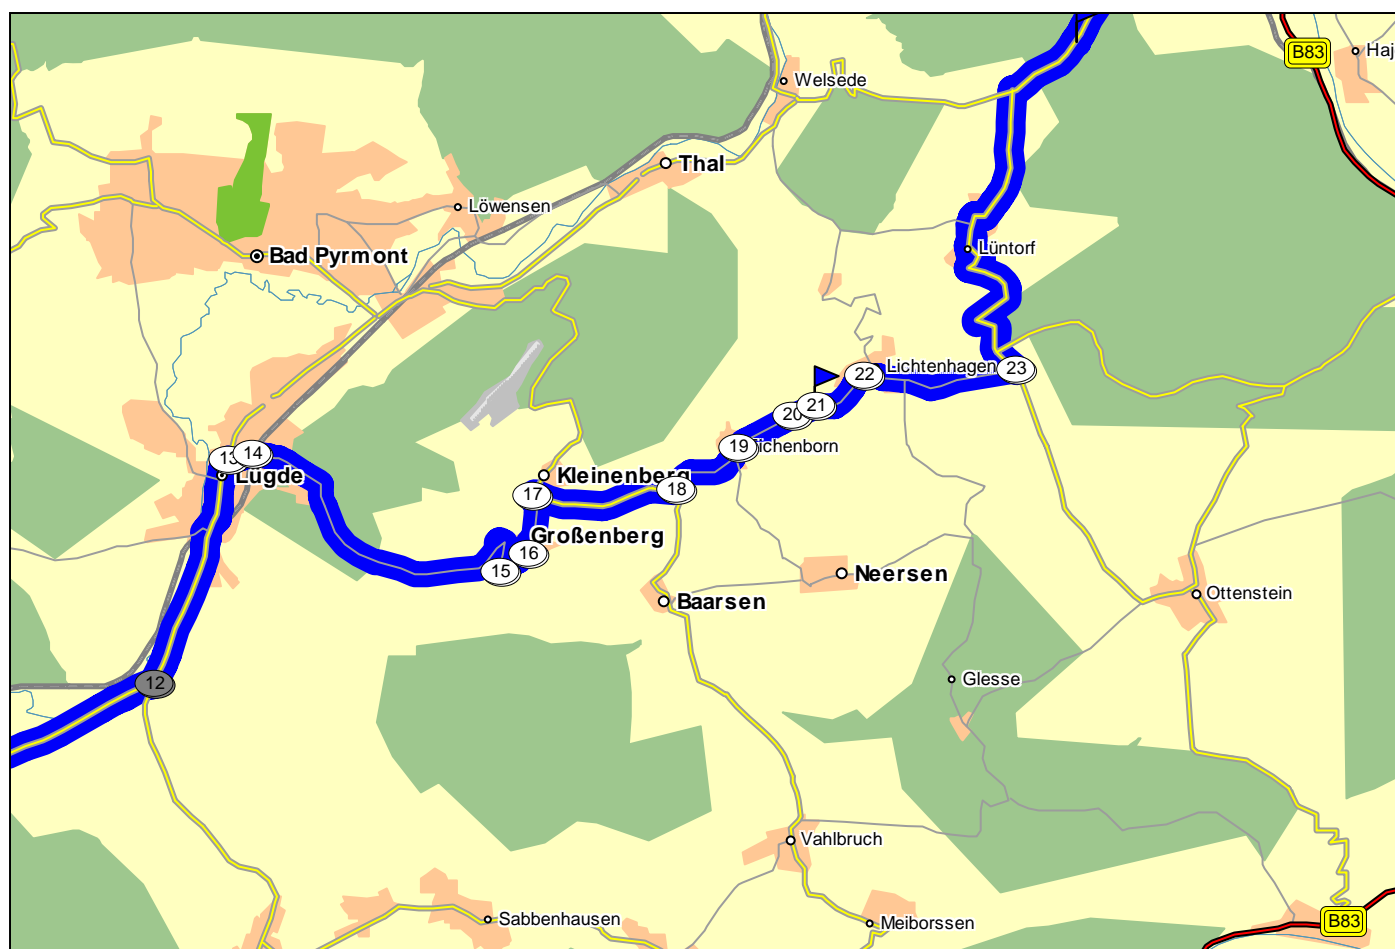 B83
Haj
Welsede
Thal
Löwensen
Bad Pyrmont
Lüntorf
Lichtenhagen
23
22
21
20
19
ichenborn
14
13
Lügde
Kleinenberg
18
17
Großenberg
16
15
Neersen
Baarsen
Ottenstein
12
Glesse
Vahlbruch
Sabbenhausen
Meiborssen
B83